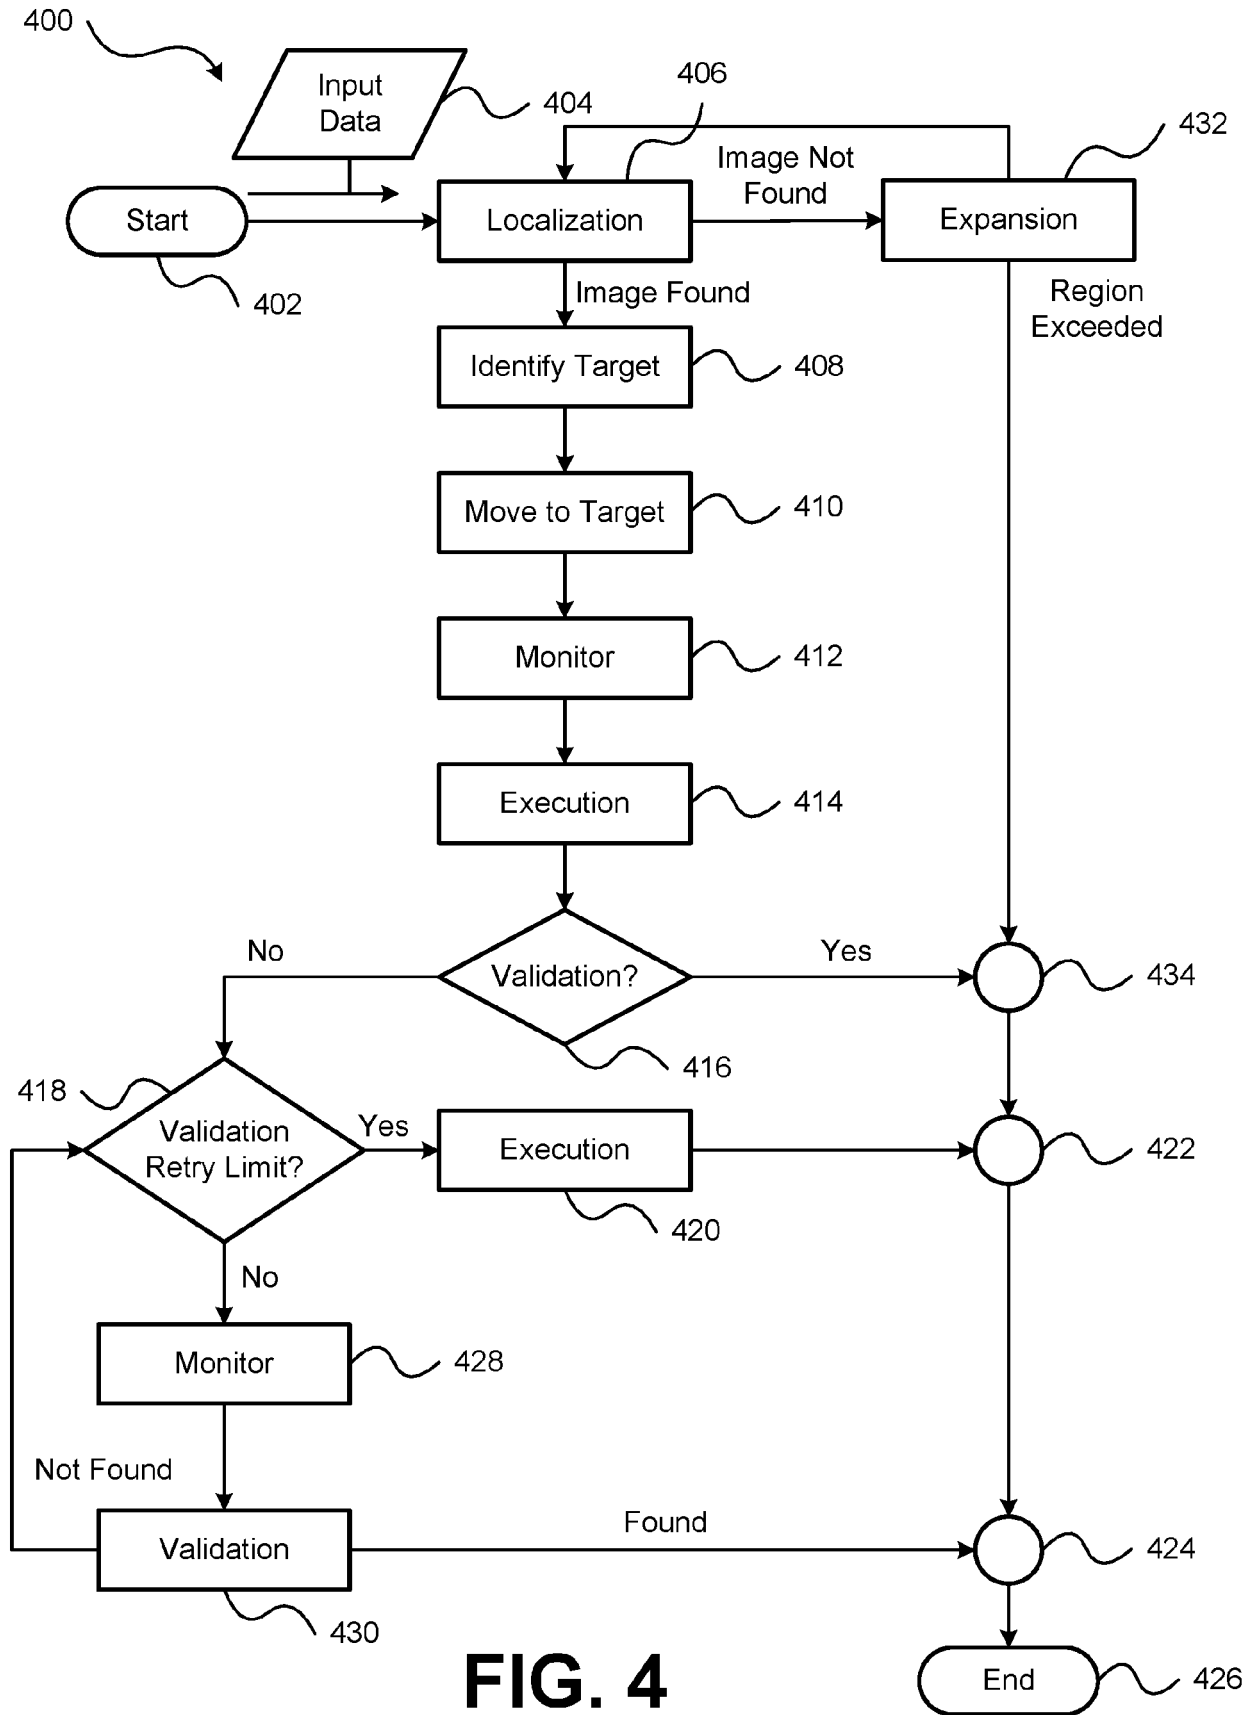 400
Input
Data
404
406
432
Image Not
Found
Start
Localization
Expansion
402
Image Found
Region
Exceeded
Identify Target
408
Move to Target
410
Monitor
412
Execution
414
No
Validation?
Yes
434
416
418
Validation
Retry Limit?
Yes
Execution
422
420
No
Monitor
428
Not Found
Validation
Found
424
430
FIG. 4
End
426